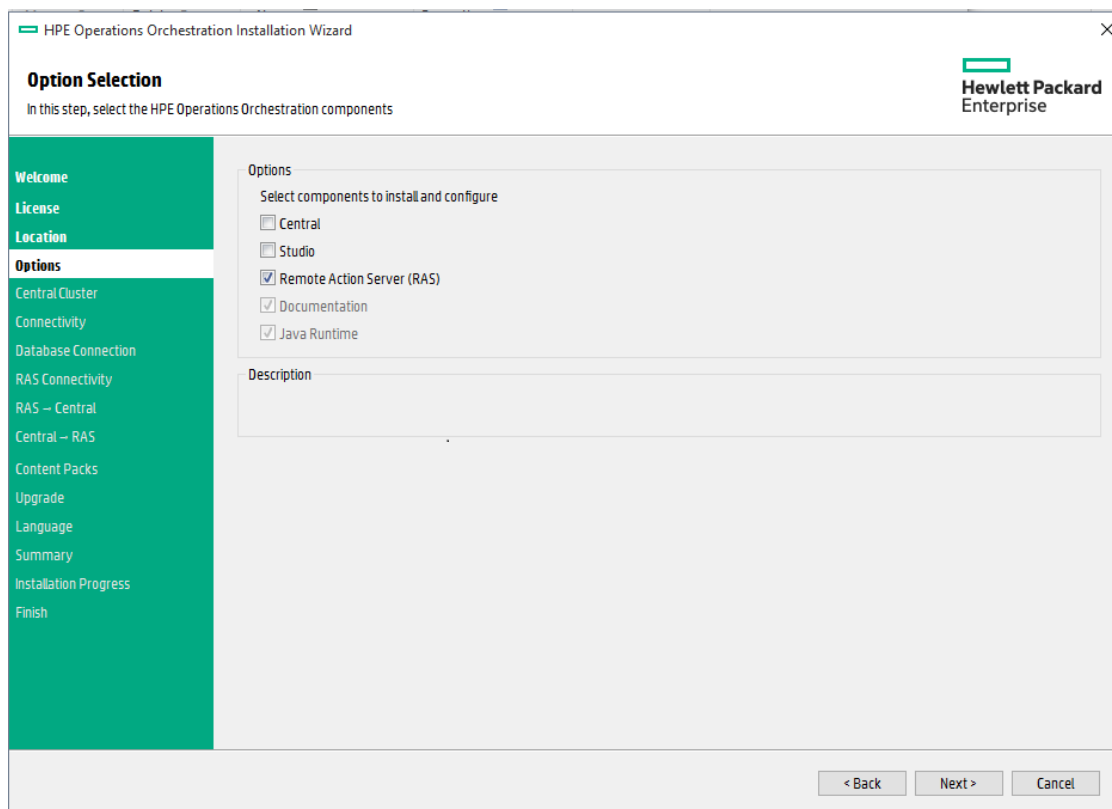 HPE Operations Orchestration Installation Wizard
Option Selection
In this step, select the HPE Operations Orchestration components
Hewlett Packard
Enterprise
Welcome
License
Location
Options
Central Cluster
Connectivity
Database Connection
RAS Connectivity
RAS – Central
Central – RAS
Content Packs
Upgrade
Language
Summary
Installation Progress
Finish
Options
Select components to install and configure
Central
Studio
Remote Action Server (RAS)
Documentation
Java Runtime
Description
< Back
Next >
Cancel